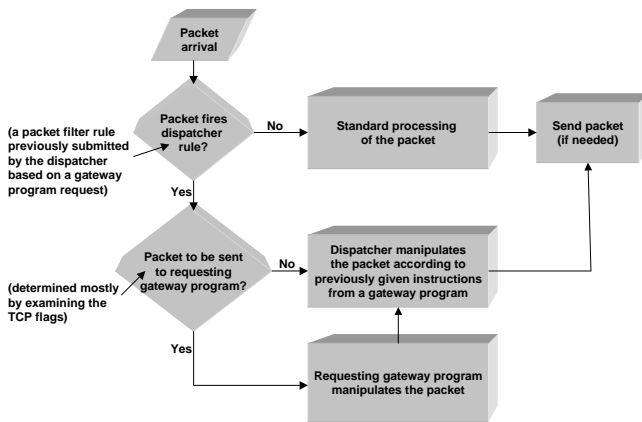 Packet
arrival
Packet fires
dispatcher
rule?
No
Standard processing
of the packet
Send packet
(if needed)
(a packet filter rule
previously submitted
by the dispatcher
based on a gateway
program request)
Yes
Packet to be sent
to requesting
gateway program?
No
Dispatcher manipulates
the packet according to
previously given instructions
from a gateway program
(determined mostly
by examining the
TCP flags)
Yes
Requesting gateway program
manipulates the packet